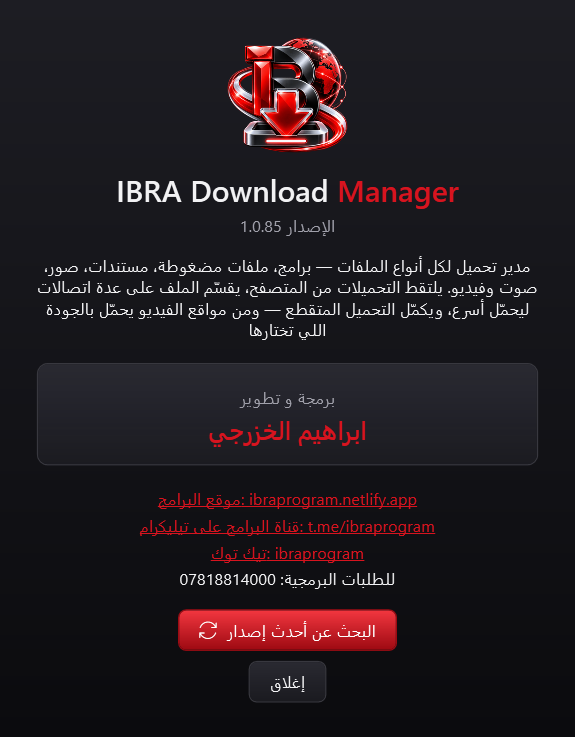 IBRA Download Manager
الإصدار 1.0.85
مدير تحميل لكل أنواع الملفات — برامج، ملفات مضغوطة، مستندات، صور،
صوت وفيديو. يلتقط التحميلات من المتصفح، يقسّم الملف على عدة اتصالات
ليحمّل أسرع، ويكمّل التحميل المتقطع — ومن مواقع الفيديو يحمّل بالجودة
اللي تختارها
برمجة و تطوير
ابراهيم الخزرجي
موقع البرامج: ibraprogram.netlify.app
قناة البرامج على تيليكرام: t.me/ibraprogram
تيك توك: ibraprogram
للطلبات البرمجية: 07818814000
البحث عن أحدث إصدار
إغلاق